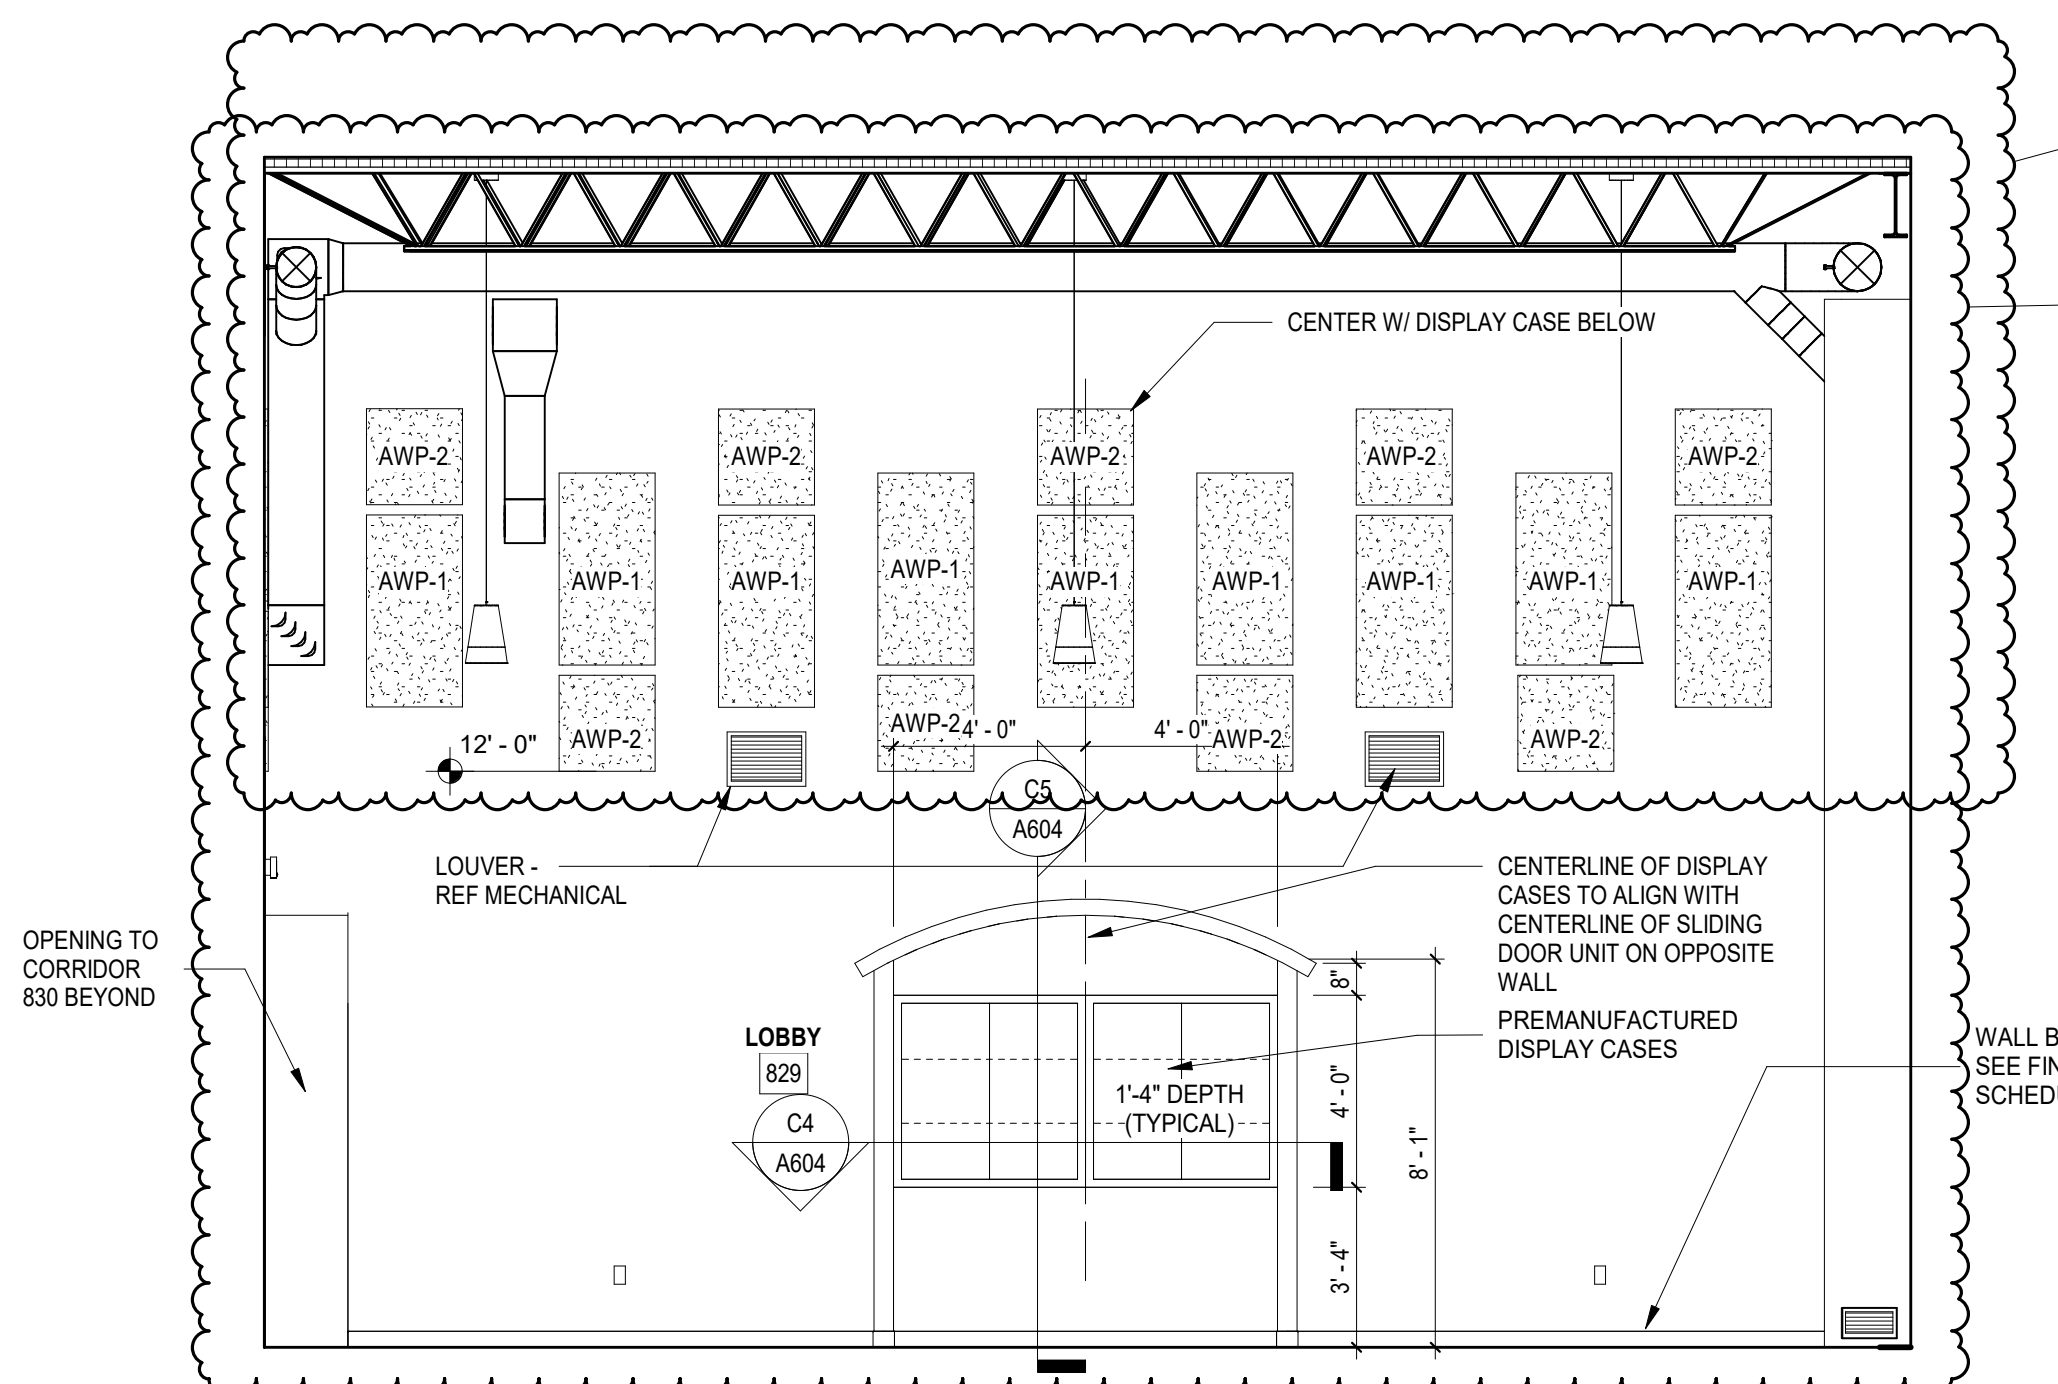 CENTER W/ DISPLAY CASE BELOW
AWP-2
AWP-2
AWP-2
AWP-2
AWP-2
AWP-1
AWP-1
AWP-1
AWP-1
AWP-1
AWP-1
AWP-1
AWP-1
AWP-1
AWP-2
AWP-2
AWP-2
AWP-2
12' - 0"
4' - 0"
4' - 0"
C5
A604
LOUVER -
REF MECHANICAL
CENTERLINE OF DISPLAY
CASES TO ALIGN WITH
CENTERLINE OF SLIDING
DOOR UNIT ON OPPOSITE
WALL
OPENING TO
CORRIDOR
830 BEYOND
8"
PREMANUFACTURED
DISPLAY CASES
LOBBY
829
C4
A604
1'-4" DEPTH
(TYPICAL)
4' - 0"
8' - 1"
3' - 4"
WALL B
SEE FIN
SCHED